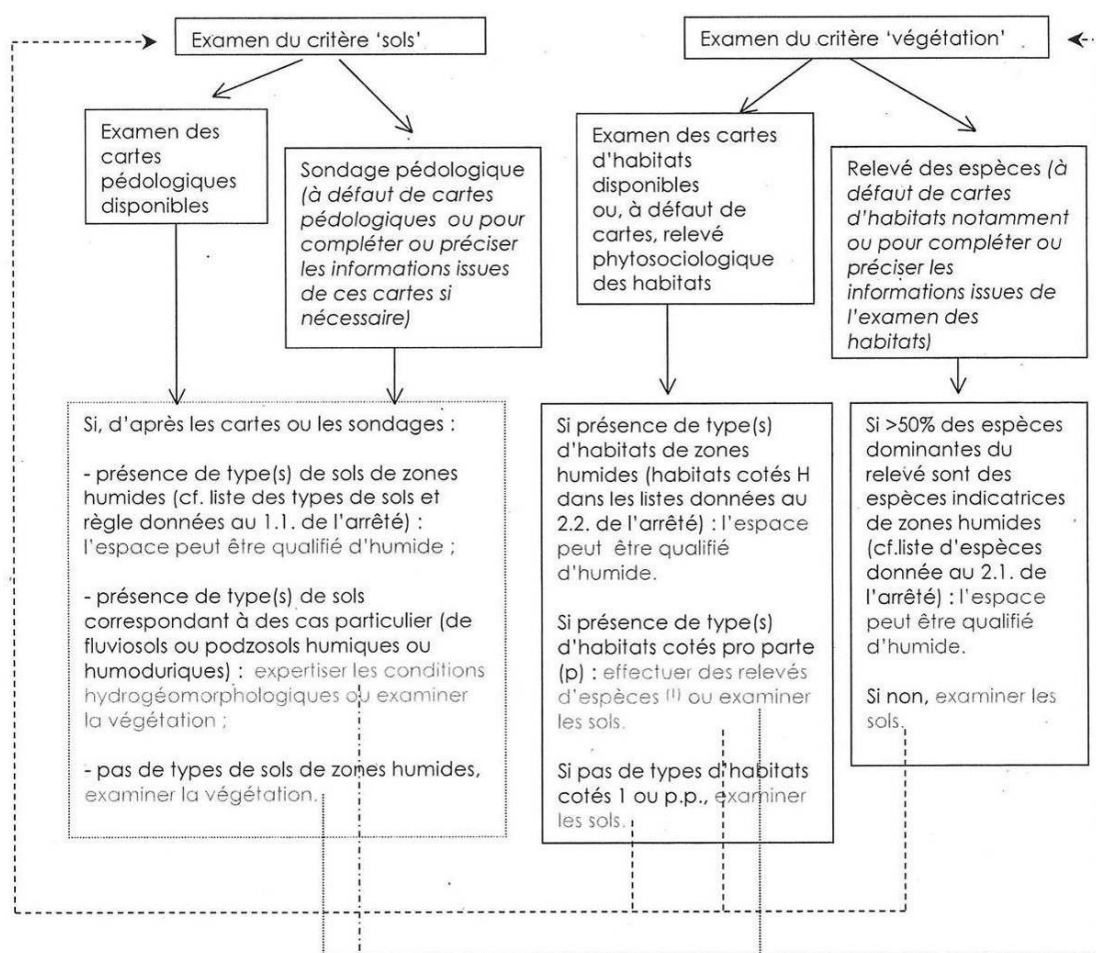 Examen du critère ‘sols’
Examen du critère ‘végétation’
Examen des
cartes
pédologiques
disponibles
Sondage pédologique
(à défaut de cartes
pédologiques ou pour
compléter ou préciser
les informations issues
de ces cartes si
nécessaire)
Examen des cartes
d’habitats
disponibles
ou, à défaut de
cartes, relevé
phytosociologique
des habitats
Relevé des espèces (à
défaut de cartes
d’habitats notamment
ou pour compléter ou
préciser les
informations issues de
l’examen des
habitats)
Si, d’après les cartes ou les sondages :
- présence de type(s) de sols de zones
humides (cf. liste des types de sols et
règle données au 1.1. de l’arrêté) :
l’espace peut être qualifié d’humide ;
- présence de type(s) de sols
correspondant à des cas particulier (de
fluviosols ou podzosols humiques ou
humoduriques) : expertiser les conditions
hydrogéomorphologiques ou examiner
la végétation ;
- pas de types de sols de zones humides,
examiner la végétation.
Si présence de type(s)
d’habitats de zones
humides (habitats cotés H
dans les listes données au
2.2. de l’arrêté) : l’espace
peut être qualifié
d’humide.
Si présence de type(s)
d’habitats cotés pro parte
(p) : effectuer des relevés
d’espèces (1) ou examiner
les sols.
Si pas de types d’habitats
cotés 1 ou p.p., examiner
les sols.
Si >50% des espèces
dominantes du
relevé sont des
espèces indicatrices
de zones humides
(cf.liste d’espèces
donnée au 2.1. de
l’arrêté) : l’espace
peut être qualifié
d’humide.
Si non, examiner les
sols.